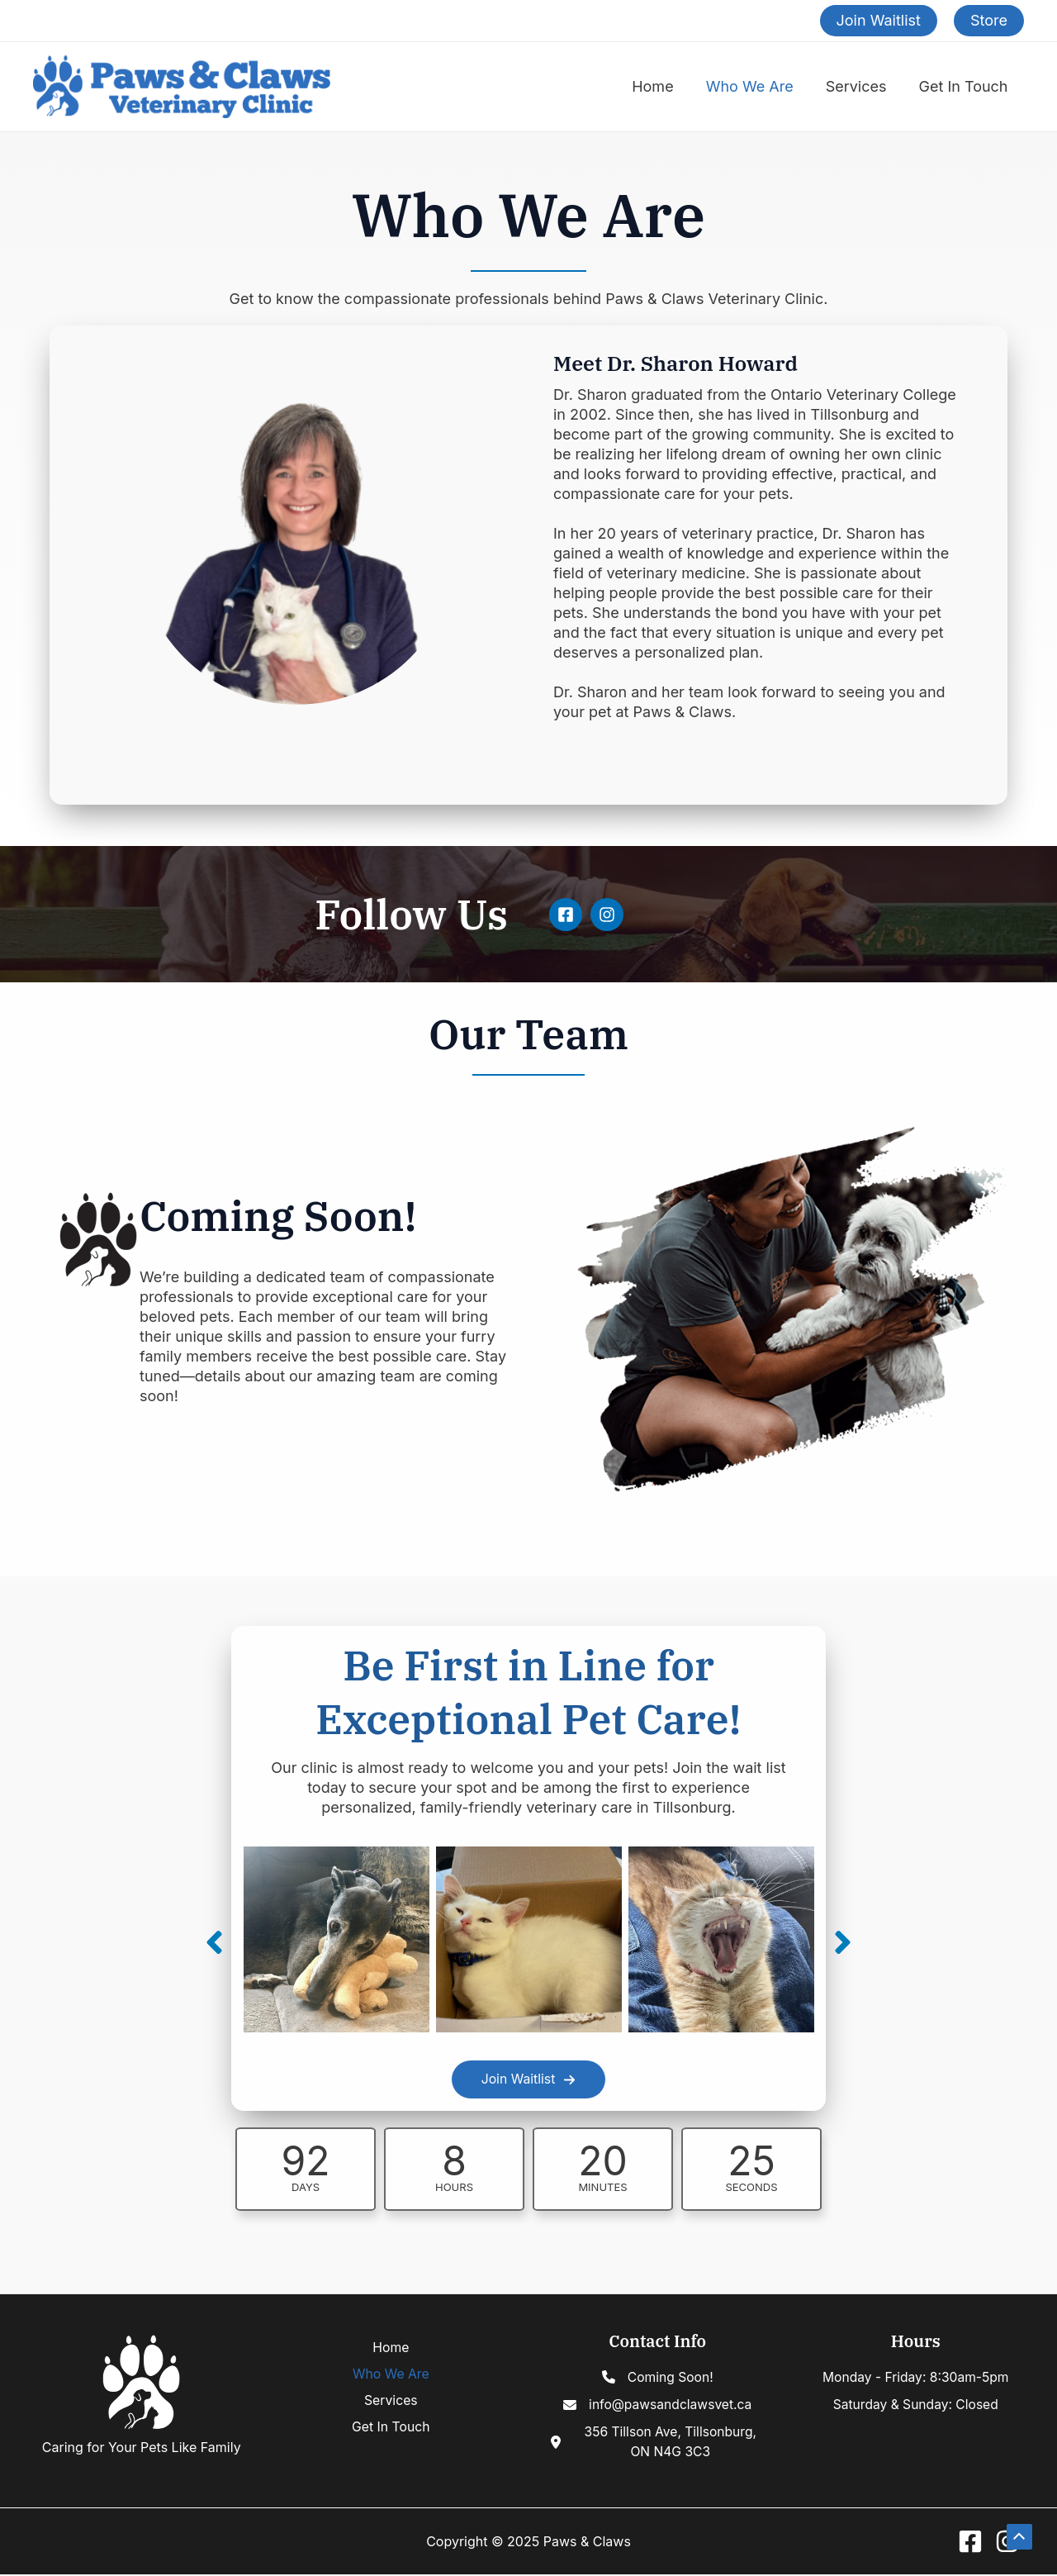 Join Waitlist
Store
Paws & Claws
Veterinary Clinic
Home
Who We Are
Services
Get In Touch
Who We Are
Get to know the compassionate professionals behind Paws & Claws Veterinary Clinic.
Meet Dr. Sharon Howard
Dr. Sharon graduated from the Ontario Veterinary College
in 2002. Since then, she has lived in Tillsonburg and
become part of the growing community. She is excited to
be realizing her lifelong dream of owning her own clinic
and looks forward to providing effective, practical, and
compassionate care for your pets.
In her 20 years of veterinary practice, Dr. Sharon has
gained a wealth of knowledge and experience within the
field of veterinary medicine. She is passionate about
helping people provide the best possible care for their
pets. She understands the bond you have with your pet
and the fact that every situation is unique and every pet
deserves a personalized plan.
Dr. Sharon and her team look forward to seeing you and
your pet at Paws & Claws.
Follow Us
Our Team
Coming Soon!
We’re building a dedicated team of compassionate
professionals to provide exceptional care for your
beloved pets. Each member of our team will bring
their unique skills and passion to ensure your furry
family members receive the best possible care. Stay
tuned—details about our amazing team are coming
soon!
Be First in Line for
Exceptional Pet Care!
Our clinic is almost ready to welcome you and your pets! Join the wait list
today to secure your spot and be among the first to experience
personalized, family-friendly veterinary care in Tillsonburg.
Join Waitlist
92
DAYS
8
HOURS
20
MINUTES
25
SECONDS
Caring for Your Pets Like Family
Home
Who We Are
Services
Get In Touch
Contact Info
Coming Soon!
info@pawsandclawsvet.ca
356 Tillson Ave, Tillsonburg,
ON N4G 3C3
Hours
Monday - Friday: 8:30am-5pm
Saturday & Sunday: Closed
Copyright © 2025 Paws & Claws